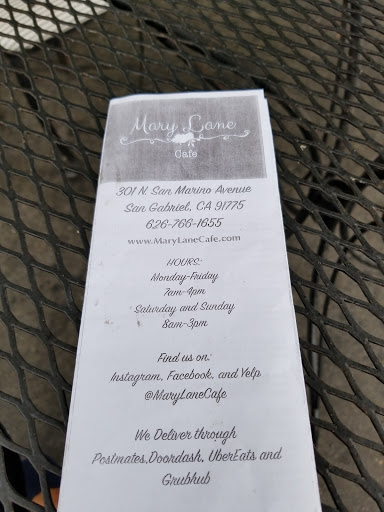 Mary Lane
Cafe
301 N. San Marino Avenue
San Gabriel, CA 91775
626-766-1655
www.MaryLaneCafe.com
HOURS:
Monday-Friday
7am-4pm
Saturday and Sunday
8am-3pm
Find us on:
Instagram, Facebook, and Yelp
@MaryLaneCafe
We Deliver through
Postmates,Doordash, UberEats and
Grubhub